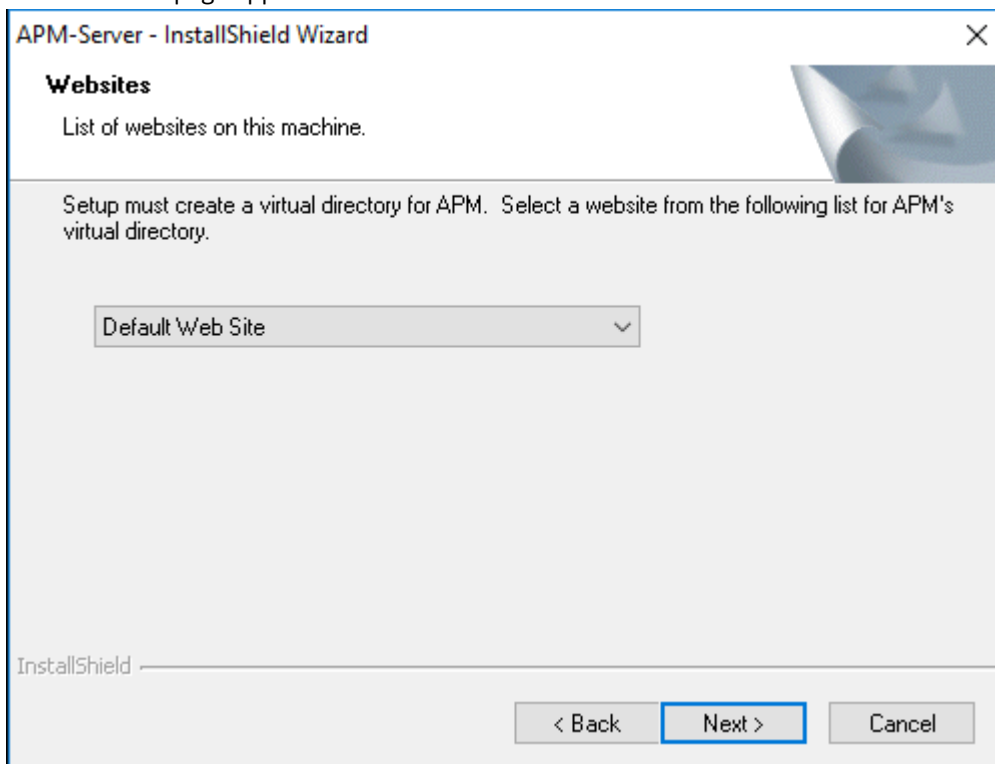 APM-Server - InstallShield Wizard
Websites
List of websites on this machine.
Setup must create a virtual directory for APM.  Select a website from the following list for APM's
virtual directory.
Default Web Site
InstallShield
< Back
Next >
Cancel